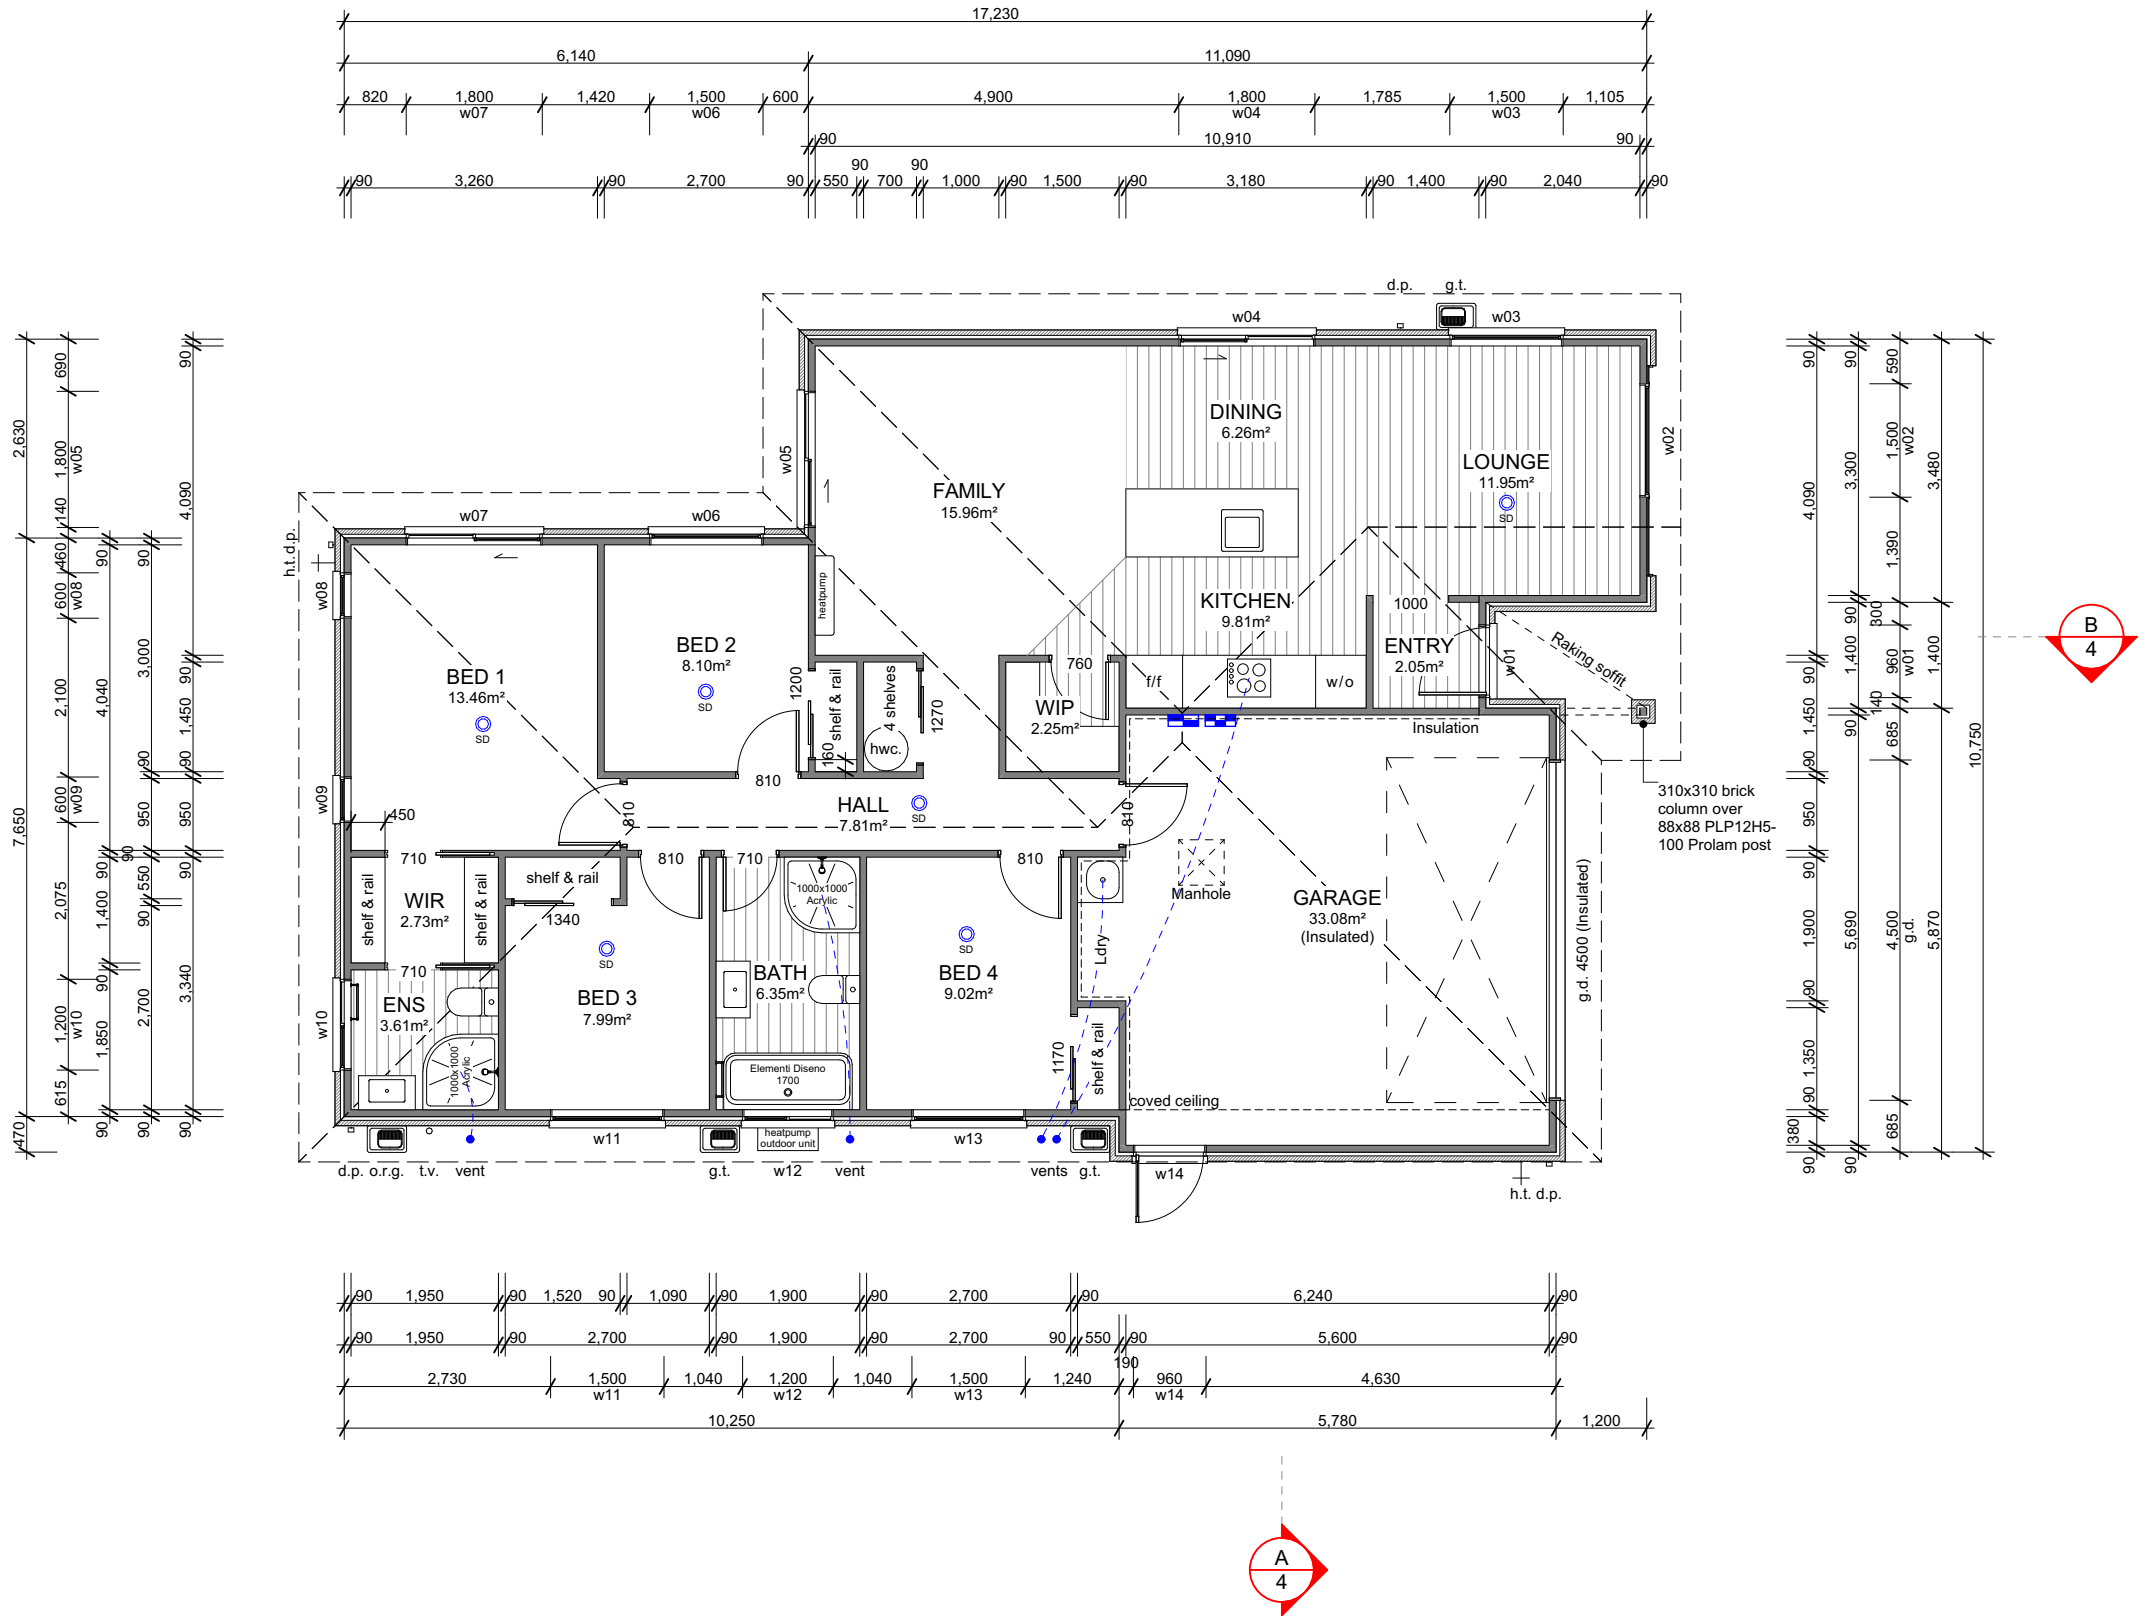 17,230
6,140 11,090
820 1,800 1,420 1,500 600 4,900 1,800 1,785 1,500 1,105
w07 w06 w04 w03
90 10,910 90
90 90
90 3,260 90 2,700 90 550 700 1,000 90 1,500 90 3,180 90 1,400 90 2,040 90
d.p. g.t.
w04 w03
2,630
7,650
470
690
1,800
w05
140
460
600
w08
2,100
600
w09
2,075
1,200
w10
615
90
4,040
90
1,400
90
1,850
90
90
3,000
90
950
90
550
90
2,700
90
90
4,090
90
1,450
90
950
90
3,340
90
w05
w02
DINING
6.26m²
LOUNGE
11.95m²
SD
FAMILY
15.96m²
w07 w06
h.t.d.p.
w08
heatpump
KITCHEN
9.81m²
1000
ENTRY
2.05m²
w01
Raking soffit
BED 2
8.10m²
SD
BED 1
13.46m²
SD
1200
shelf & rail
160
4 shelves
hwc.
1270
760
WIP
2.25m²
f/f
w/o
Insulation
810
810
HALL
7.81m²
SD
810
w09
450
310x310 brick
column over
88x88 PLP12H5-
100 Prolam post
710 810 710 810
shelf & rail
WIR
2.73m²
shelf & rail
shelf & rail
1340
1000x1000
Acrylic
Manhole
GARAGE
33.08m²
(Insulated)
g.d. 4500 (Insulated)
Ldry
SD
SD
710
BED 3
7.99m²
BATH
6.35m²
BED 4
9.02m²
w10
ENS
3.61m²
1000x1000
Acrylic
Elementi Diseno
1700
1170
shelf & rail
coved ceiling
w11
heatpump
outdoor unit
w13
d.p. o.r.g. t.v. vent g.t. w12 vent vents g.t. w14
h.t. d.p.
90
4,090
90
1,450
90
950
90
1,900
90
1,350
90
380
90
90
3,300
90
1,400
90
5,690
90
590
1,500
w02
1,390
300
960
w01
140
685
4,500
g.d.
685
3,480
1,400
5,870
10,750
B
4
90 1,950 90 1,520 90 1,090 90 1,900 90 2,700 90 6,240 90
90 1,950 90 2,700 90 1,900 90 2,700 90 550 90 5,600 90
190
2,730 1,500 1,040 1,200 1,040 1,500 1,240 960 4,630
w11 w12 w13 w14
10,250 5,780 1,200
A
4